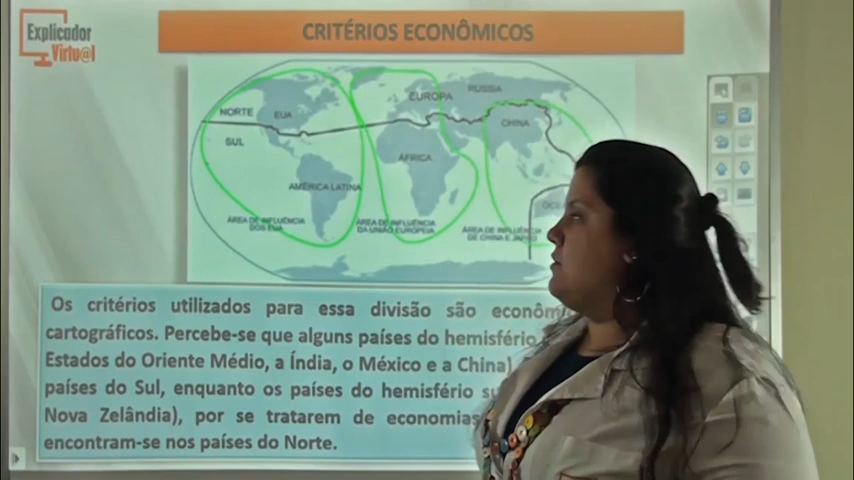 Explicador
Virtu@l
CRITÉRIOS ECONÔMICOS
RÚSSIA
EUROPA
NORTE
EUA
CHINA
SUL
ÁFRICA
AMÉRICA LATINA
ÁREA DE INFLUÊNCIA
DOS EUA
ÁREA DE INFLUÊNCIA
DA UNIÃO EUROPEIA
ÁREA DE INFLUÊNCIA
DE CHINA E JAPÃO
Os critérios utilizados para essa divisão são
cartográficos. Percebe-se que alguns países do hemisfério
Estados do Oriente Médio, a Índia, o México e a China)
países do Sul, enquanto os países do hemisfério
Nova Zelândia), por se tratarem de economias
encontram-se nos países do Norte.